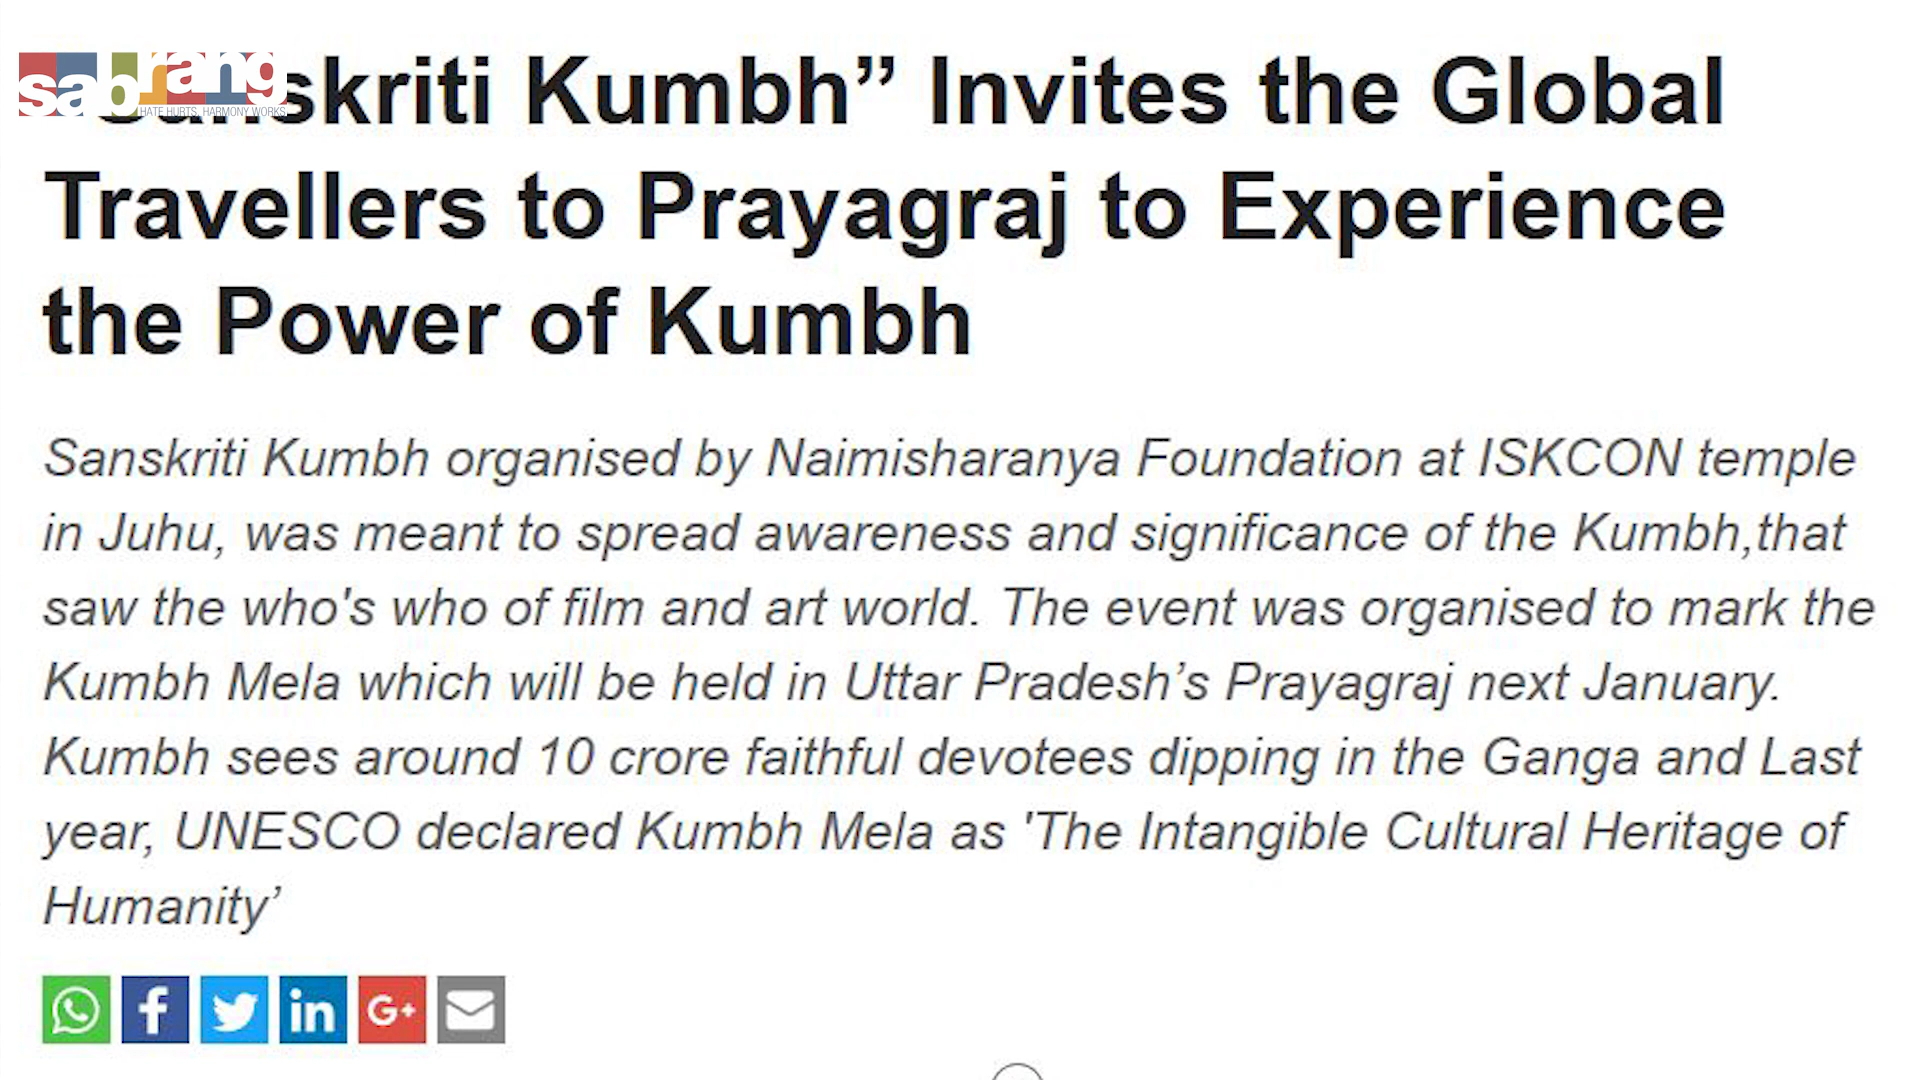 sabrang
HATE HURTS. HARMONY WORKS
Sanskriti Kumbh” Invites the Global
Travellers to Prayagraj to Experience
the Power of Kumbh
Sanskriti Kumbh organised by Naimisharanya Foundation at ISKCON temple
in Juhu, was meant to spread awareness and significance of the Kumbh,that
saw the who's who of film and art world. The event was organised to mark the
Kumbh Mela which will be held in Uttar Pradesh’s Prayagraj next January.
Kumbh sees around 10 crore faithful devotees dipping in the Ganga and Last
year, UNESCO declared Kumbh Mela as 'The Intangible Cultural Heritage of
Humanity’
f in G+